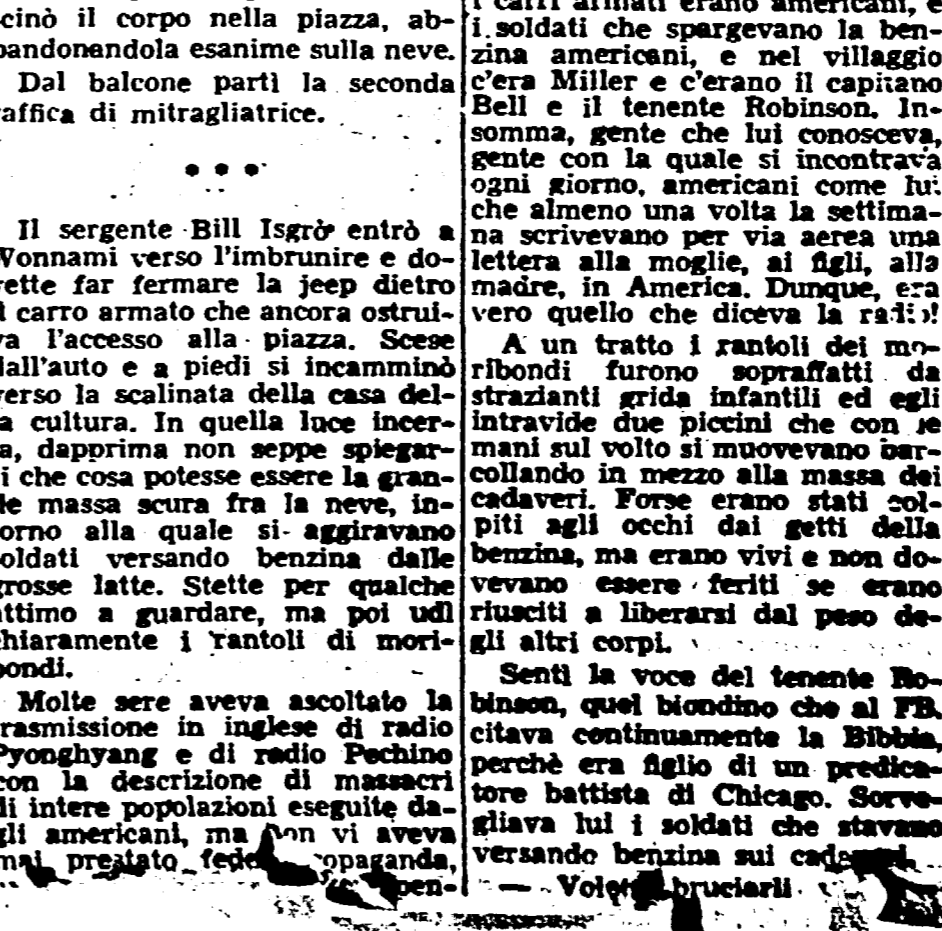 cinò il corpo nella piazza, ab-
bandonandola esanime sulla neve.
Dal balcone partì la seconda
raffica di mitragliatrice.
• • •
Il sergente Bill Isgrò entrò a
Wonnami verso l'imbrunire e do-
vette far fermare la jeep dietro
il carro armato che ancora ostrui-
va l'accesso alla piazza. Scese
dall'auto e a piedi si incamminò
verso la scalinata della casa del-
la cultura. In quella luce incer-
ta, dapprima non seppe spiegar-
si che cosa potesse essere la gran-
de massa scura fra la neve, in-
torno alla quale si aggiravano
soldati versando benzina dalle
grosse latte. Stette per qualche
attimo a guardare, ma poi udì
chiaramente i rantoli di mori-
bondi.
Molte sere aveva ascoltato la
trasmissione in inglese di radio
Pyonghyang e di radio Pechino
con la descrizione di massacri
di intere popolazioni eseguite da-
gli americani, ma non vi aveva
mai prestato fede
i carri armati erano americani, e
i soldati che spargevano la ben-
zina americani, e nel villaggio
c'era Miller e c'erano il capitano
Bell e il tenente Robinson. In-
somma, gente che lui conosceva,
gente con la quale si incontrava
ogni giorno, americani come lui
che almeno una volta la settima-
na scrivevano per via aerea una
lettera alla moglie, ai figli, alla
madre, in America. Dunque, era
vero quello che diceva la radio!
A un tratto i rantoli dei mo-
ribondi furono sopraffatti da
strazianti grida infantili ed egli
intravide due piccini che con le
mani sul volto si muovevano bar-
collando in mezzo alla massa dei
cadaveri. Forse erano stati col-
piti agli occhi dai getti della
benzina, ma erano vivi e non do-
vevano essere feriti se erano
riusciti a liberarsi dal peso de-
gli altri corpi.
Sentì la voce del tenente Ro-
binson, quel biondino che al FB.
citava continuamente la Bibbia,
perchè era figlio di un predica-
tore battista di Chicago. Sorve-
gliava lui i soldati che stavano
versando benzina sui
— bruciarli